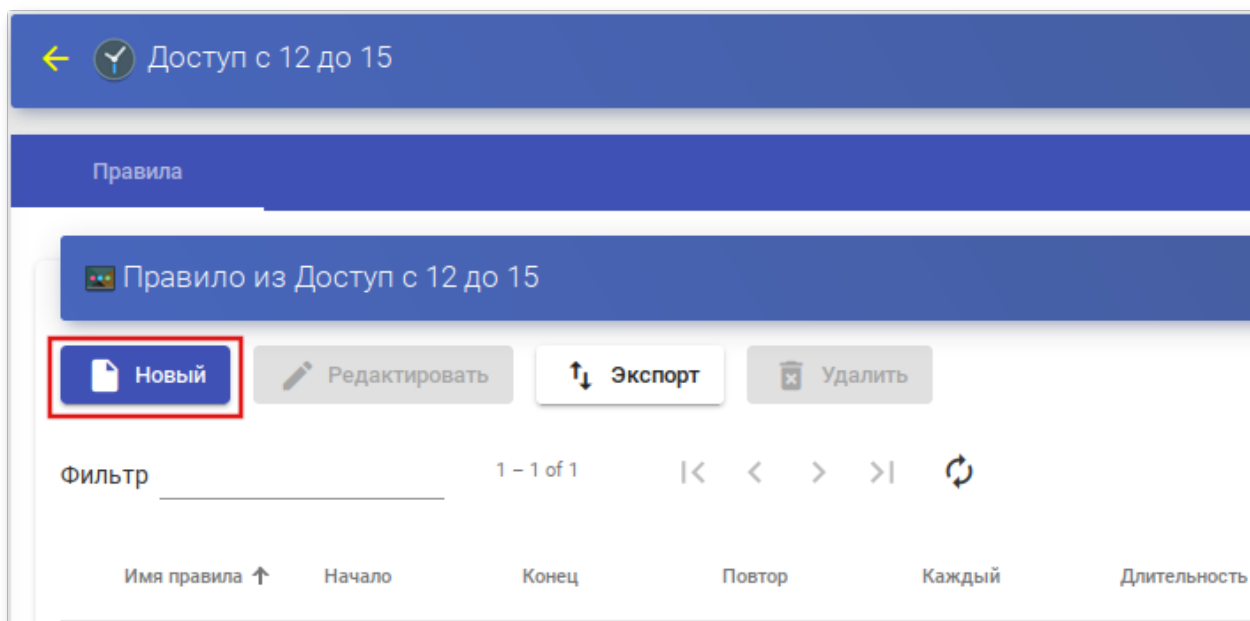 Доступ с 12 до 15
Правила
Правило из Доступ с 12 до 15
Новый Редактировать Экспорт Удалить
Фильтр 1 – 1 of 1
Имя правила Начало Конец Повтор Каждый Длительность